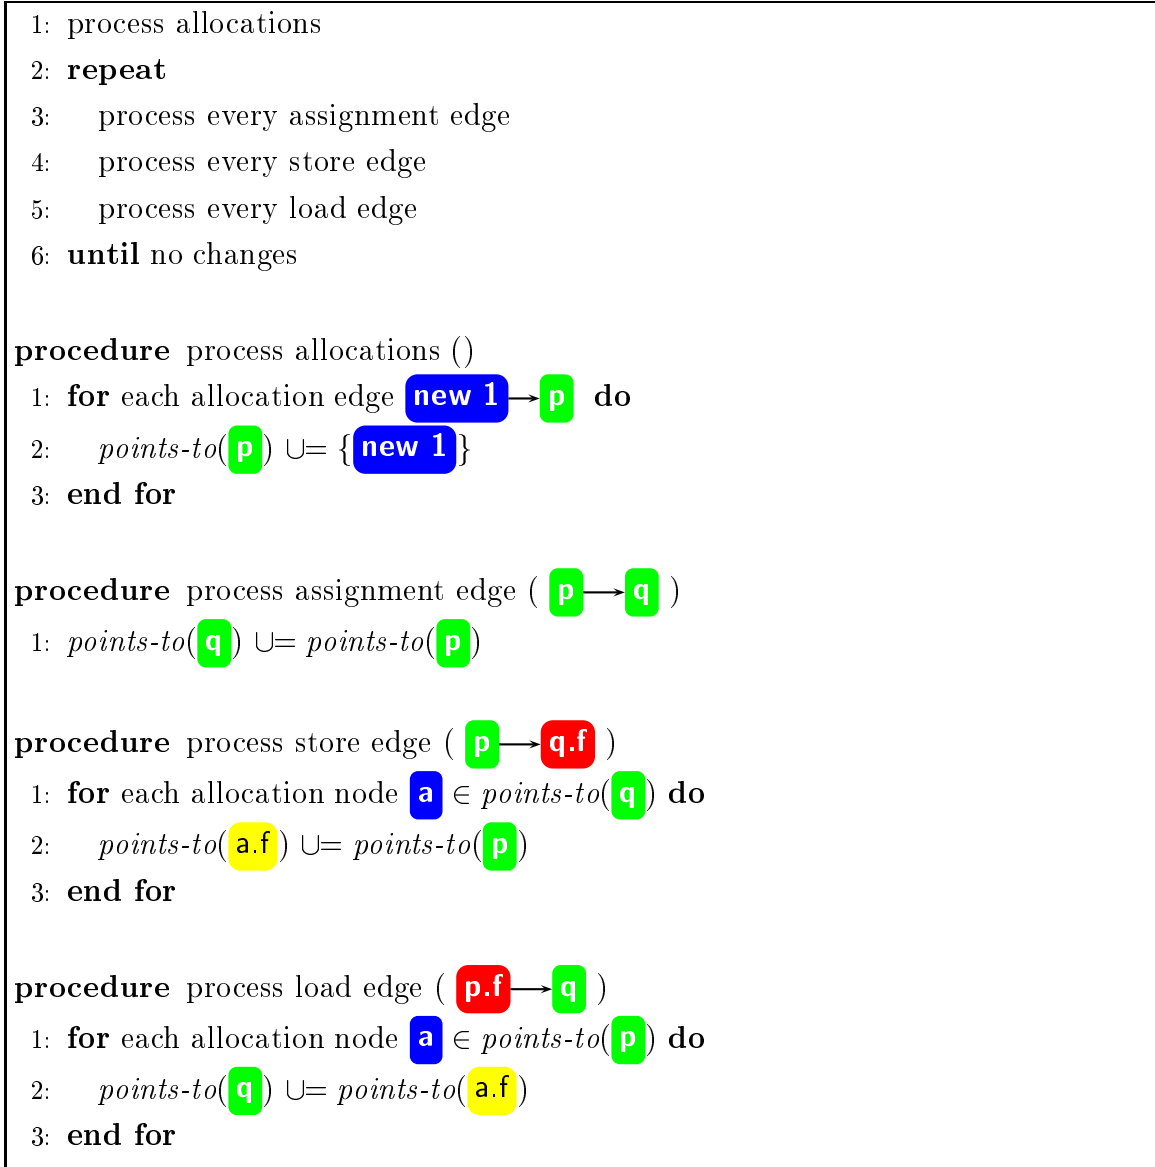 1: process allocations
2: repeat
3: process every assignment edge
4: process every store edge
5: process every load edge
6: until no changes
procedure process allocations ()
1: for each allocation edge new 1→p do
2: points-to(p) ∪= {new 1}
3: end for
procedure process assignment edge ( p→q )
1: points-to(q) ∪= points-to(p)
procedure process store edge ( p→q.f )
1: for each allocation node a ∈ points-to(q) do
2: points-to(a.f) ∪= points-to(p)
3: end for
procedure process load edge ( p.f→q )
1: for each allocation node a ∈ points-to(p) do
2: points-to(q) ∪= points-to(a.f)
3: end for